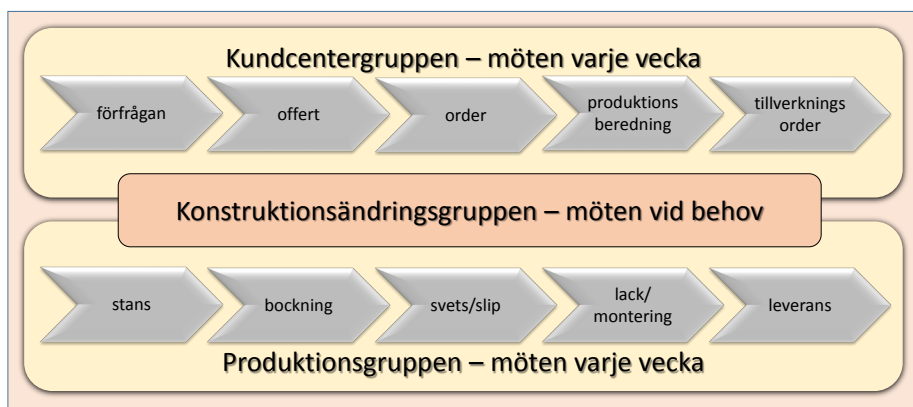 Kundcentergruppen – möten varje vecka
förfrågan
offert
order
produktions
beredning
tillverknings
order
Konstruktionsändringsgruppen – möten vid behov
stans
bockning
svets/slip
lack/
montering
leverans
Produktionsgruppen – möten varje vecka